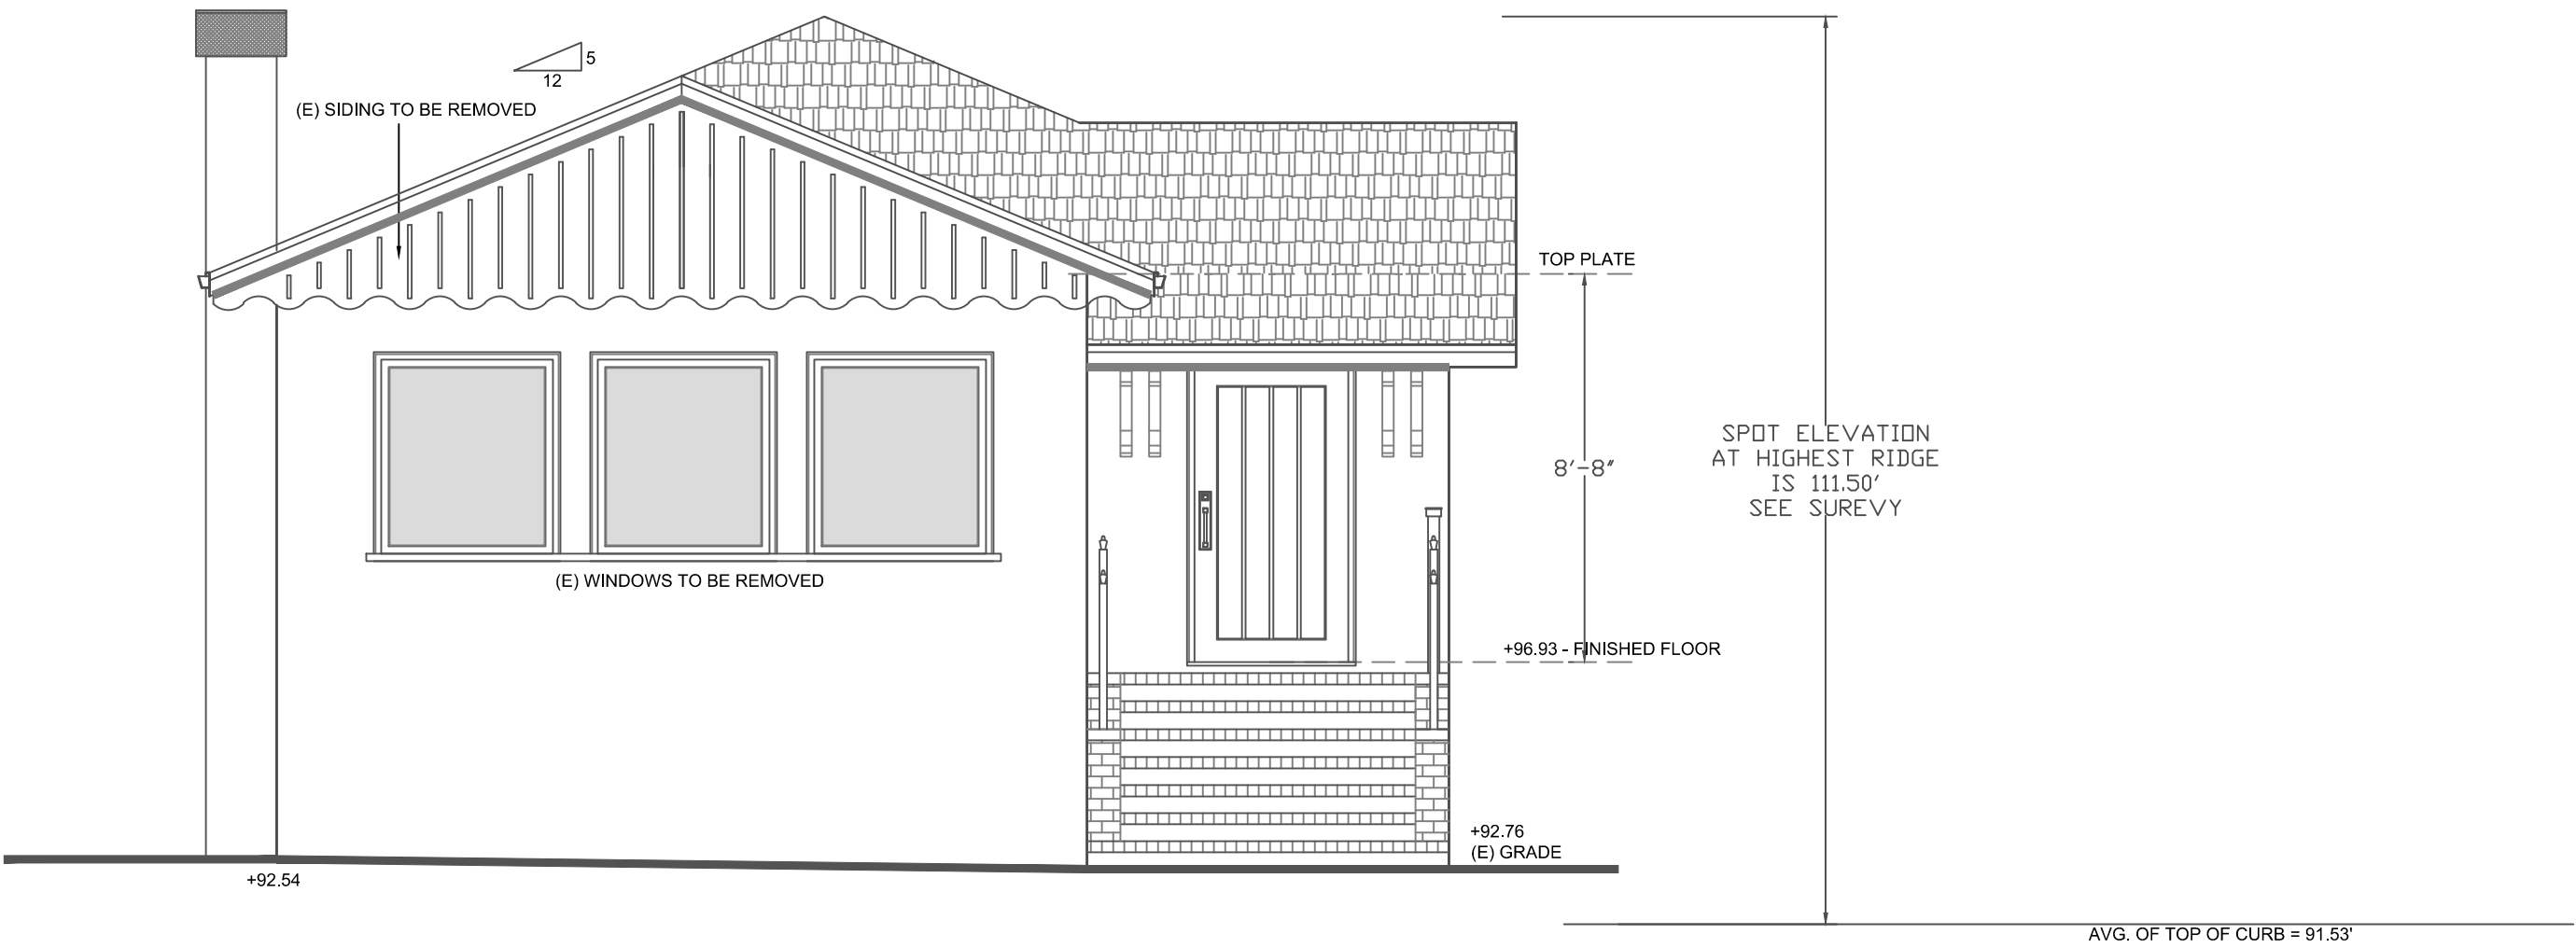 5
12
(E) SIDING TO BE REMOVED
TOP PLATE
SPOT ELEVATION
AT HIGHEST RIDGE
IS 111.50'
SEE SUREVY
8'-8"
(E) WINDOWS TO BE REMOVED
+96.93 - FINISHED FLOOR
+92.76
(E) GRADE
+92.54
AVG. OF TOP OF CURB = 91.53'